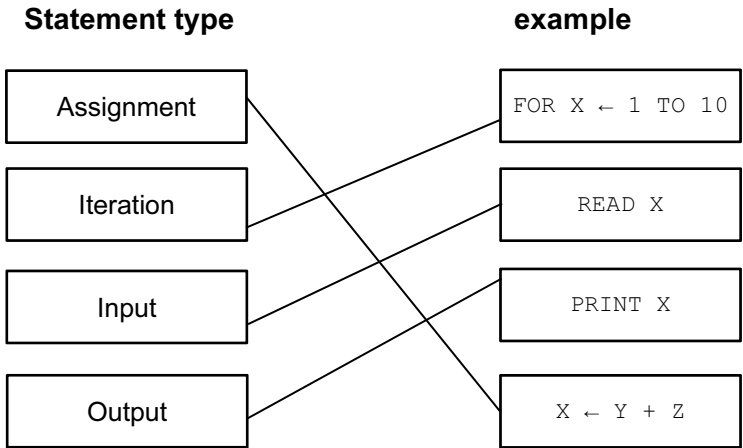 Statement type
example
Assignment
FOR X ← 1 TO 10
Iteration
READ X
Input
PRINT X
Output
X ← Y + Z